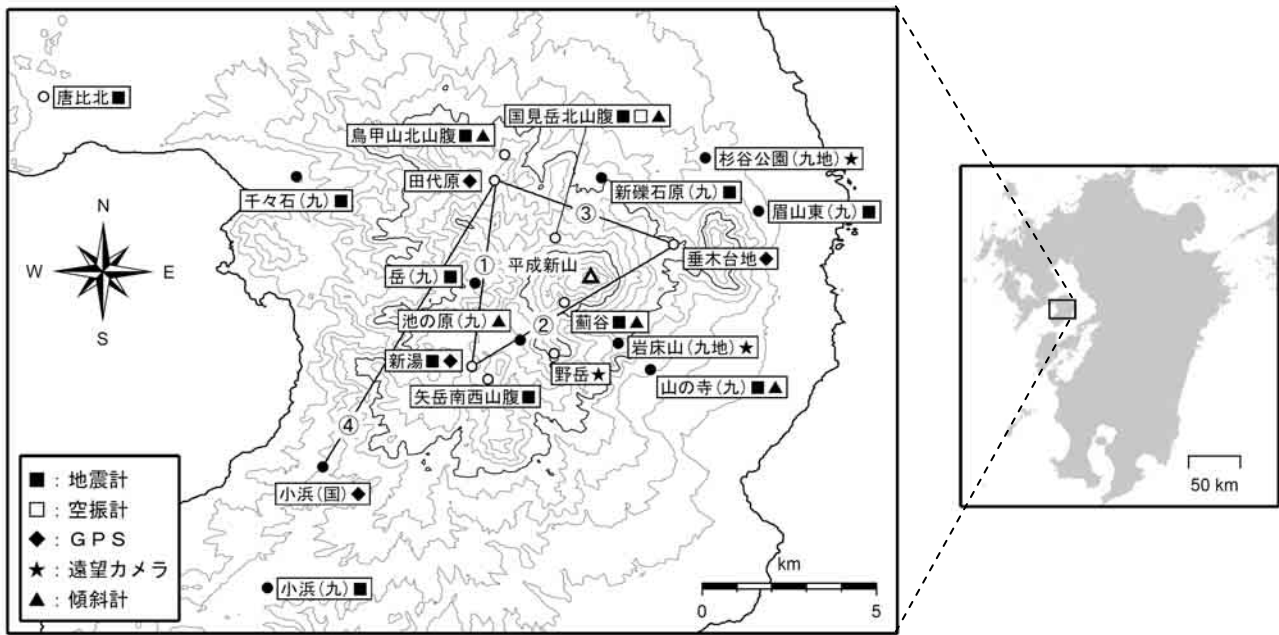 唐比北■
国見岳北山腹■□▲
鳥甲山北山腹■▲
杉谷公園(九地)★
田代原◆
新礫石原(九)■
千々石(九)■
眉山東(九)■
N
W
E
S
③
①
②
④
平成新山
垂木台地◆
岳(九)■
池の原(九)▲
薊谷■▲
岩床山(九地)★
新湯■◆
野岳★
山の寺(九)■▲
矢岳南西山腹■
小浜(国)◆
小浜(九)■
■：地震計
□：空振計
◆：GPS
★：遠望カメラ
▲：傾斜計
km
0 5
50 km